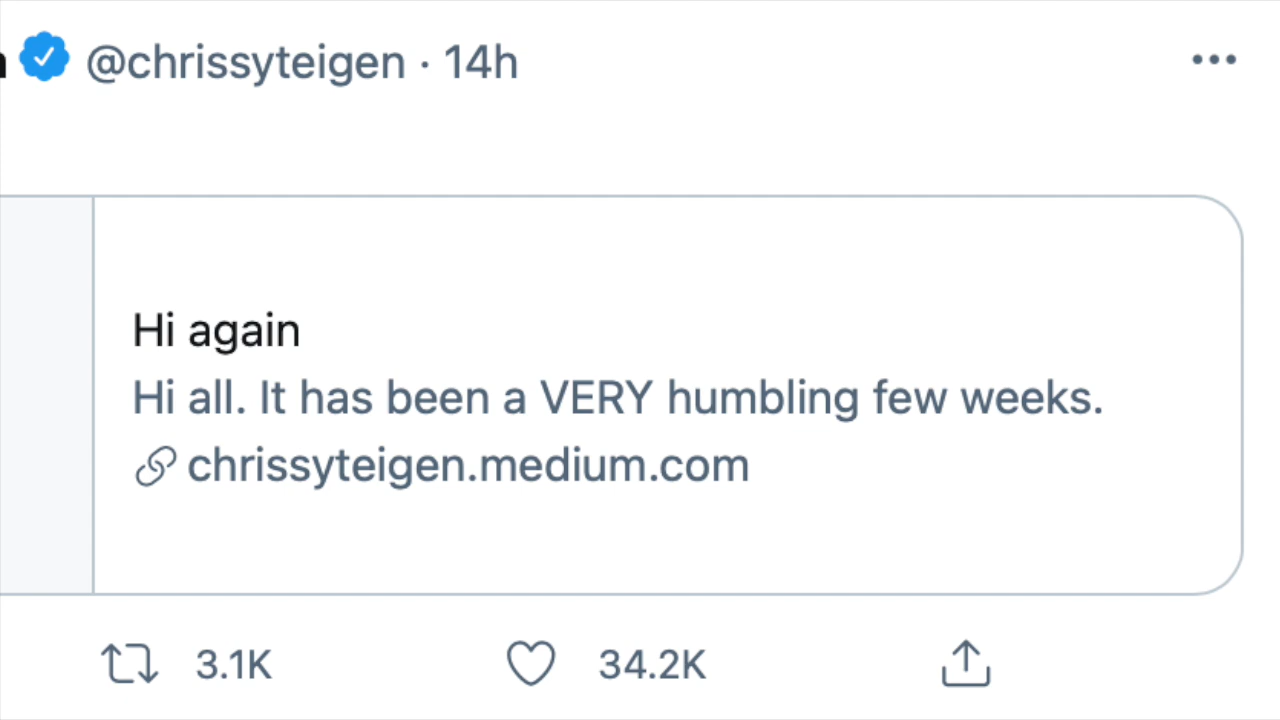 @chrissyteigen · 14h
Hi again
Hi all. It has been a VERY humbling few weeks.
chrissyteigen.medium.com
3.1K 34.2K